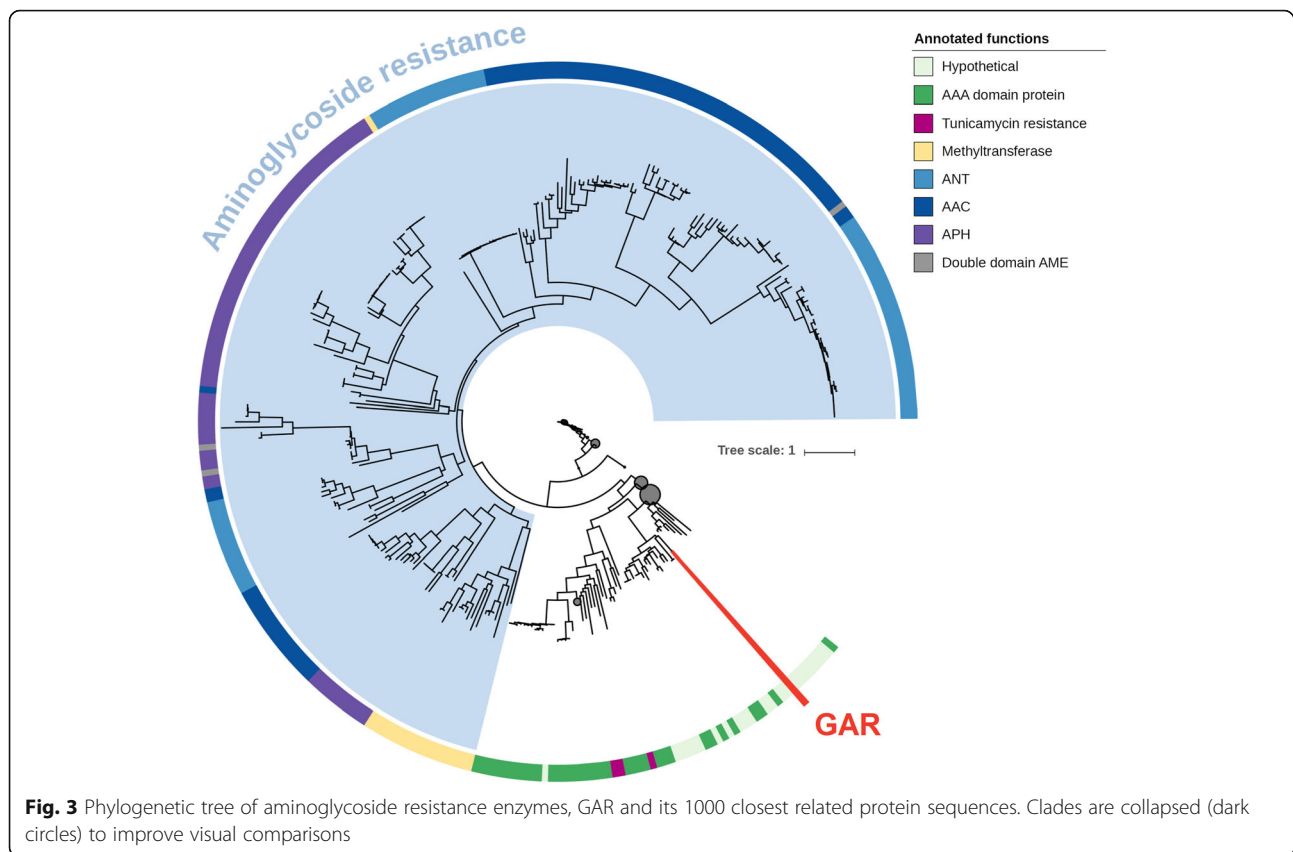 Aminoglycoside resistance
Annotated functions
Hypothetical
AAA domain protein
Tunicamycin resistance
Methyltransferase
ANT
AAC
APH
Double domain AME
Tree scale: 1
GAR
Fig. 3 Phylogenetic tree of aminoglycoside resistance enzymes, GAR and its 1000 closest related protein sequences. Clades are collapsed (dark
circles) to improve visual comparisons